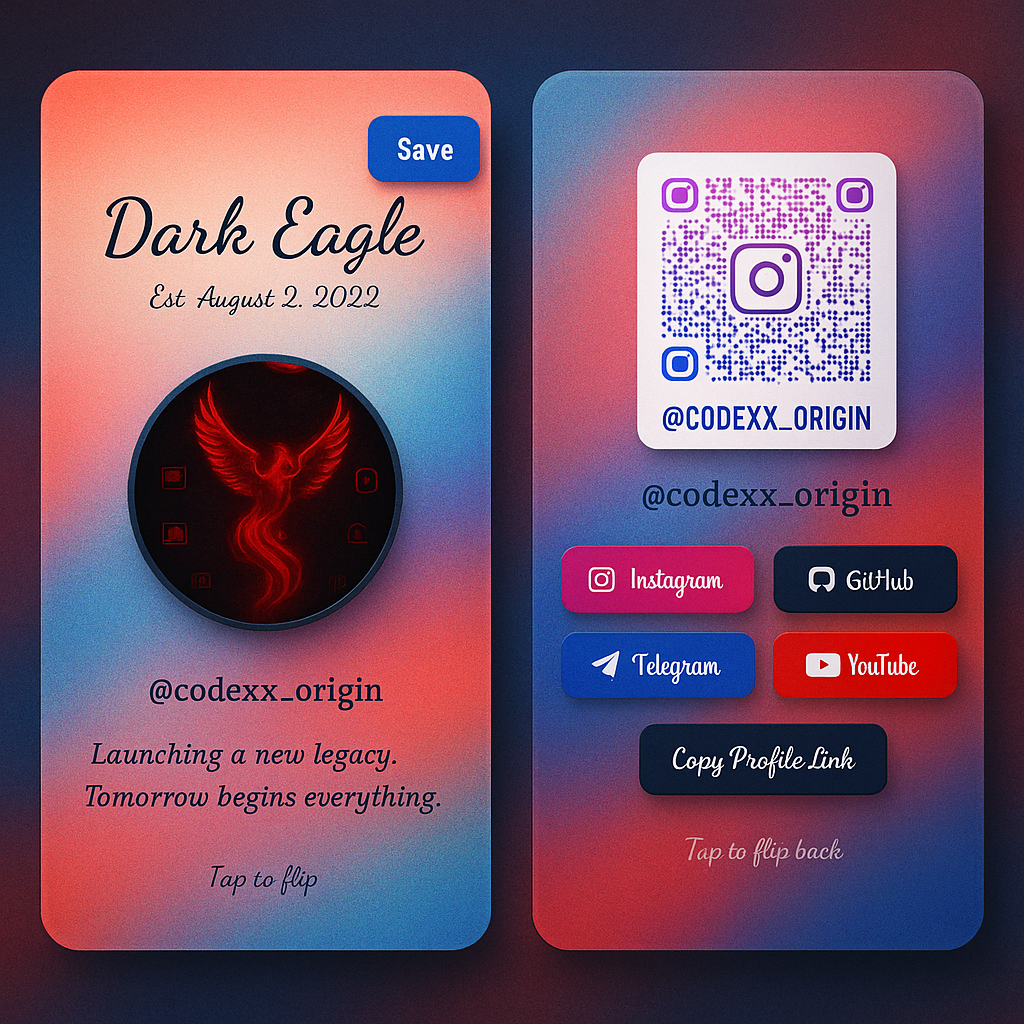 Save
Dark Eagle
Est August 2. 2022
@codexx_origin
Launching a new legacy.
Tomorrow begins everything.
Tap to flip
@CODEXX_ORIGIN
@codexx_origin
Instagram
GitHub
Telegram
YouTube
Copy Profile Link
Tap to flip back